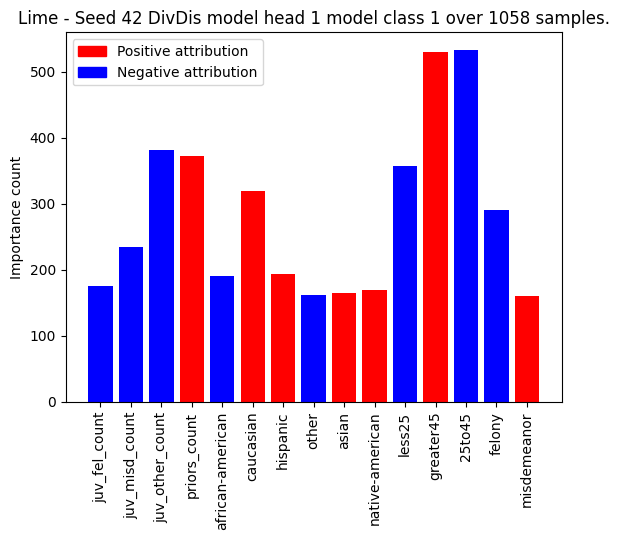 Lime - Seed 42 DivDis model head 1 model class 1 over 1058 samples.
Positive attribution
Negative attribution
Importance count
500
400
300
200
100
0
juv_fel_count
juv_misd_count
juv_other_count
priors_count
african-american
caucasian
hispanic
other
asian
native-american
less25
greater45
25to45
felony
misdemeanor